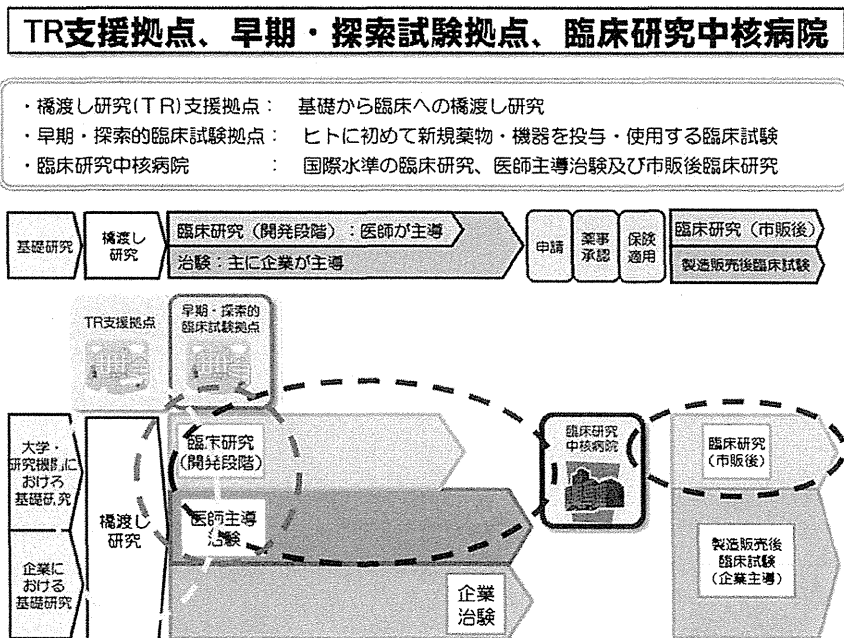 TR支援拠点、早期・探索試験拠点、臨床研究中核病院
・橋渡し研究(TR)支援拠点： 基礎から臨床への橋渡し研究
・早期・探索的臨床試験拠点： ヒトに初めて新規薬物・機器を投与・使用する臨床試験
・臨床研究中核病院 ： 国際水準の臨床研究、医師主導治験及び市販後臨床研究
基礎研究
橋渡し
研究
臨床研究（開発段階）：医師が主導
治験：主に企業が主導
申請
薬事
承認
保険
適用
臨床研究（市販後）
製造販売後臨床試験
TR支援拠点
早期・探索的
臨床試験拠点
大学・
研究機関に
おける
基礎研究
企業に
おける
基礎研究
橋渡し
研究
臨床研究
(開発段階)
医師主導
治験
企業
治験
臨床研究
中核病院
臨床研究
(市販後)
製造販売後
臨床試験
(企業主導)